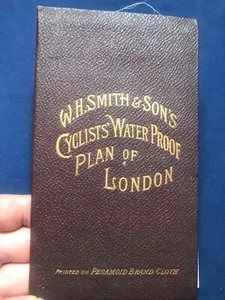 W.H. SMITH & SON'S
CYCLISTS' WATER PROOF
PLAN OF
LONDON
PRINTED ON PEGAMOID BRAND CLOTH